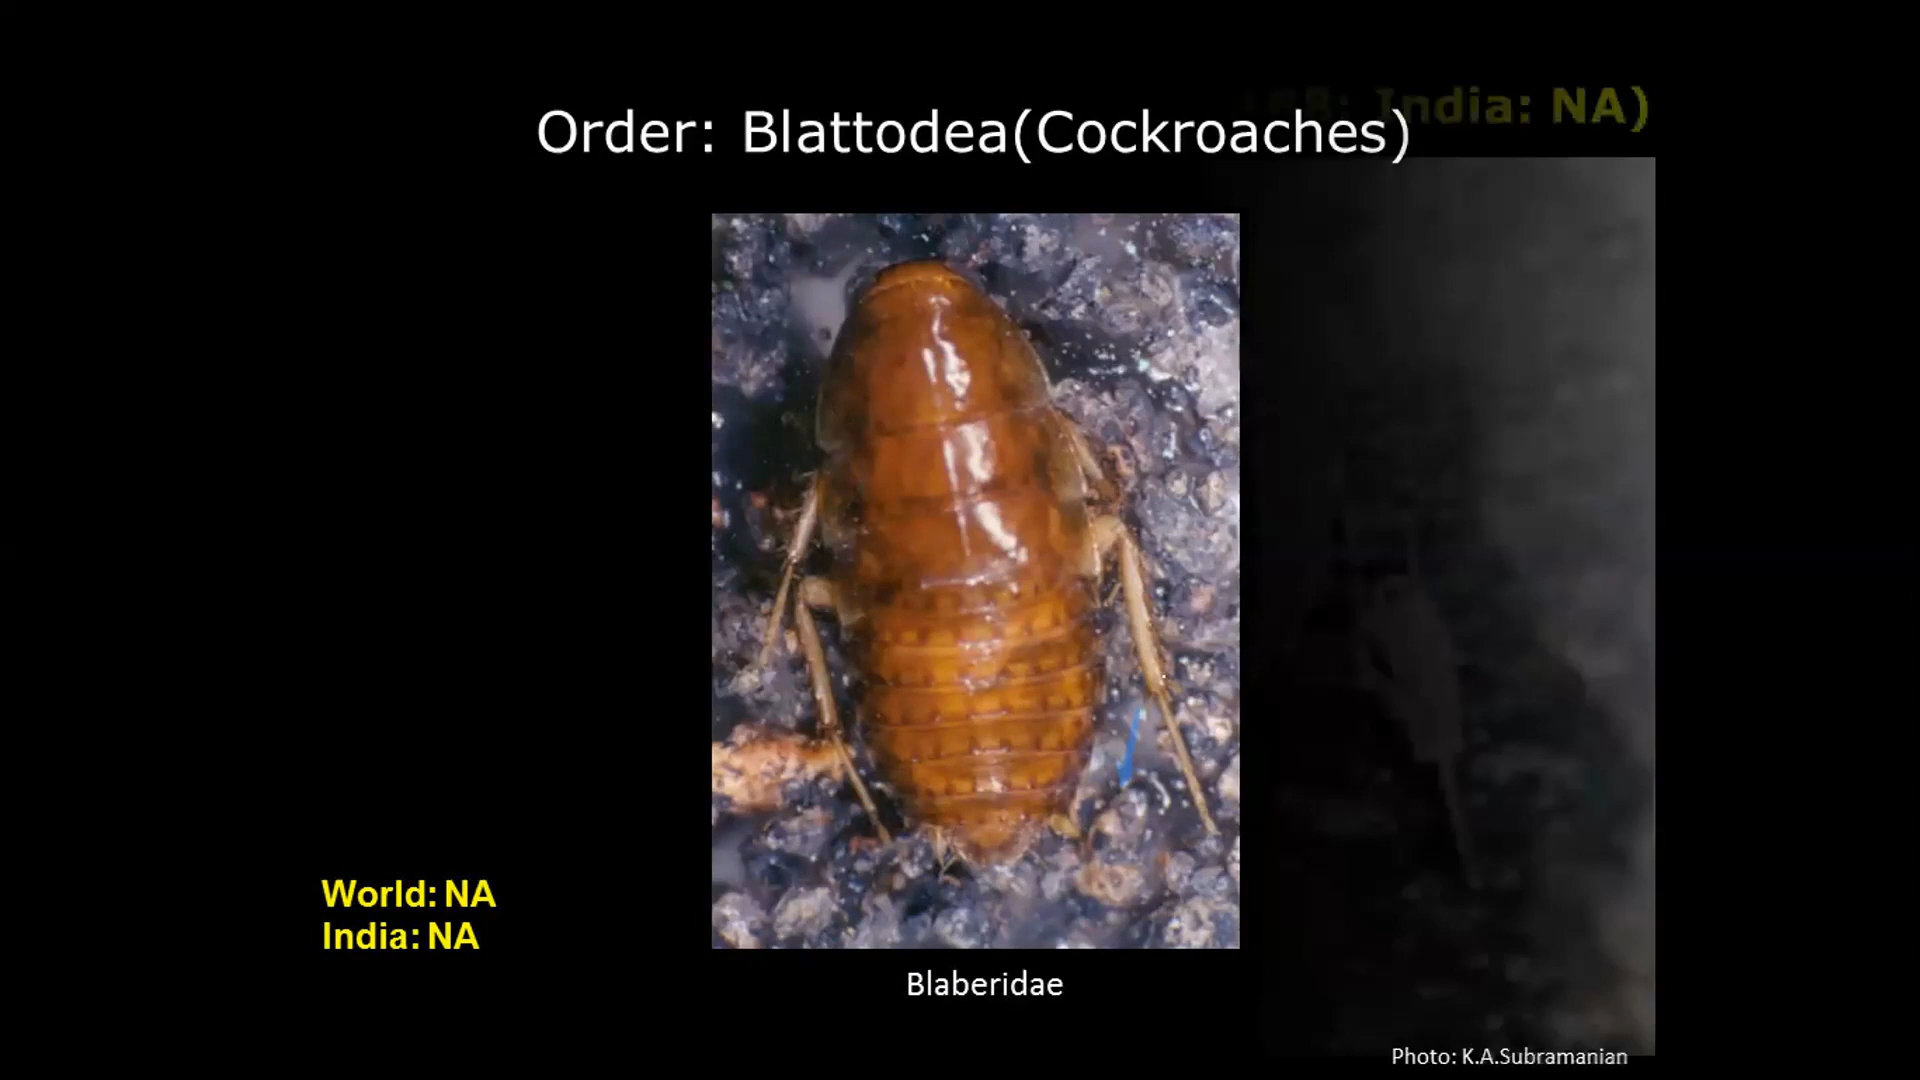 India: NA)
Order: Blattodea(Cockroaches)
World: NA
India: NA
Blaberidae
Photo: K.A.Subramanian